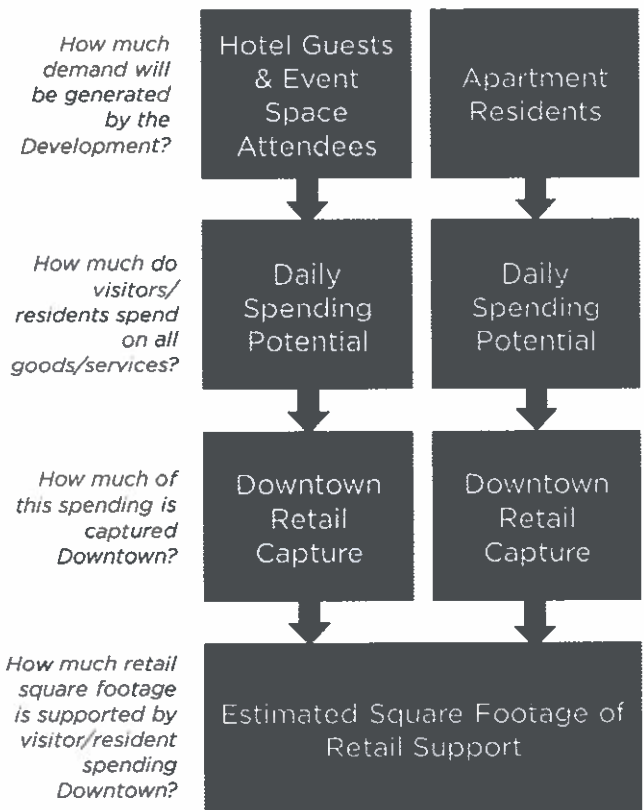 How much
demand will
be generated
by the
Development?
Hotel Guests
& Event
Space
Attendees
Apartment
Residents
How much do
visitors/
residents spend
on all
goods/services?
Daily
Spending
Potential
Daily
Spending
Potential
How much of
this spending is
captured
Downtown?
Downtown
Retail
Capture
Downtown
Retail
Capture
How much retail
square footage
is supported by
visitor/resident
spending
Downtown?
Estimated Square Footage of
Retail Support